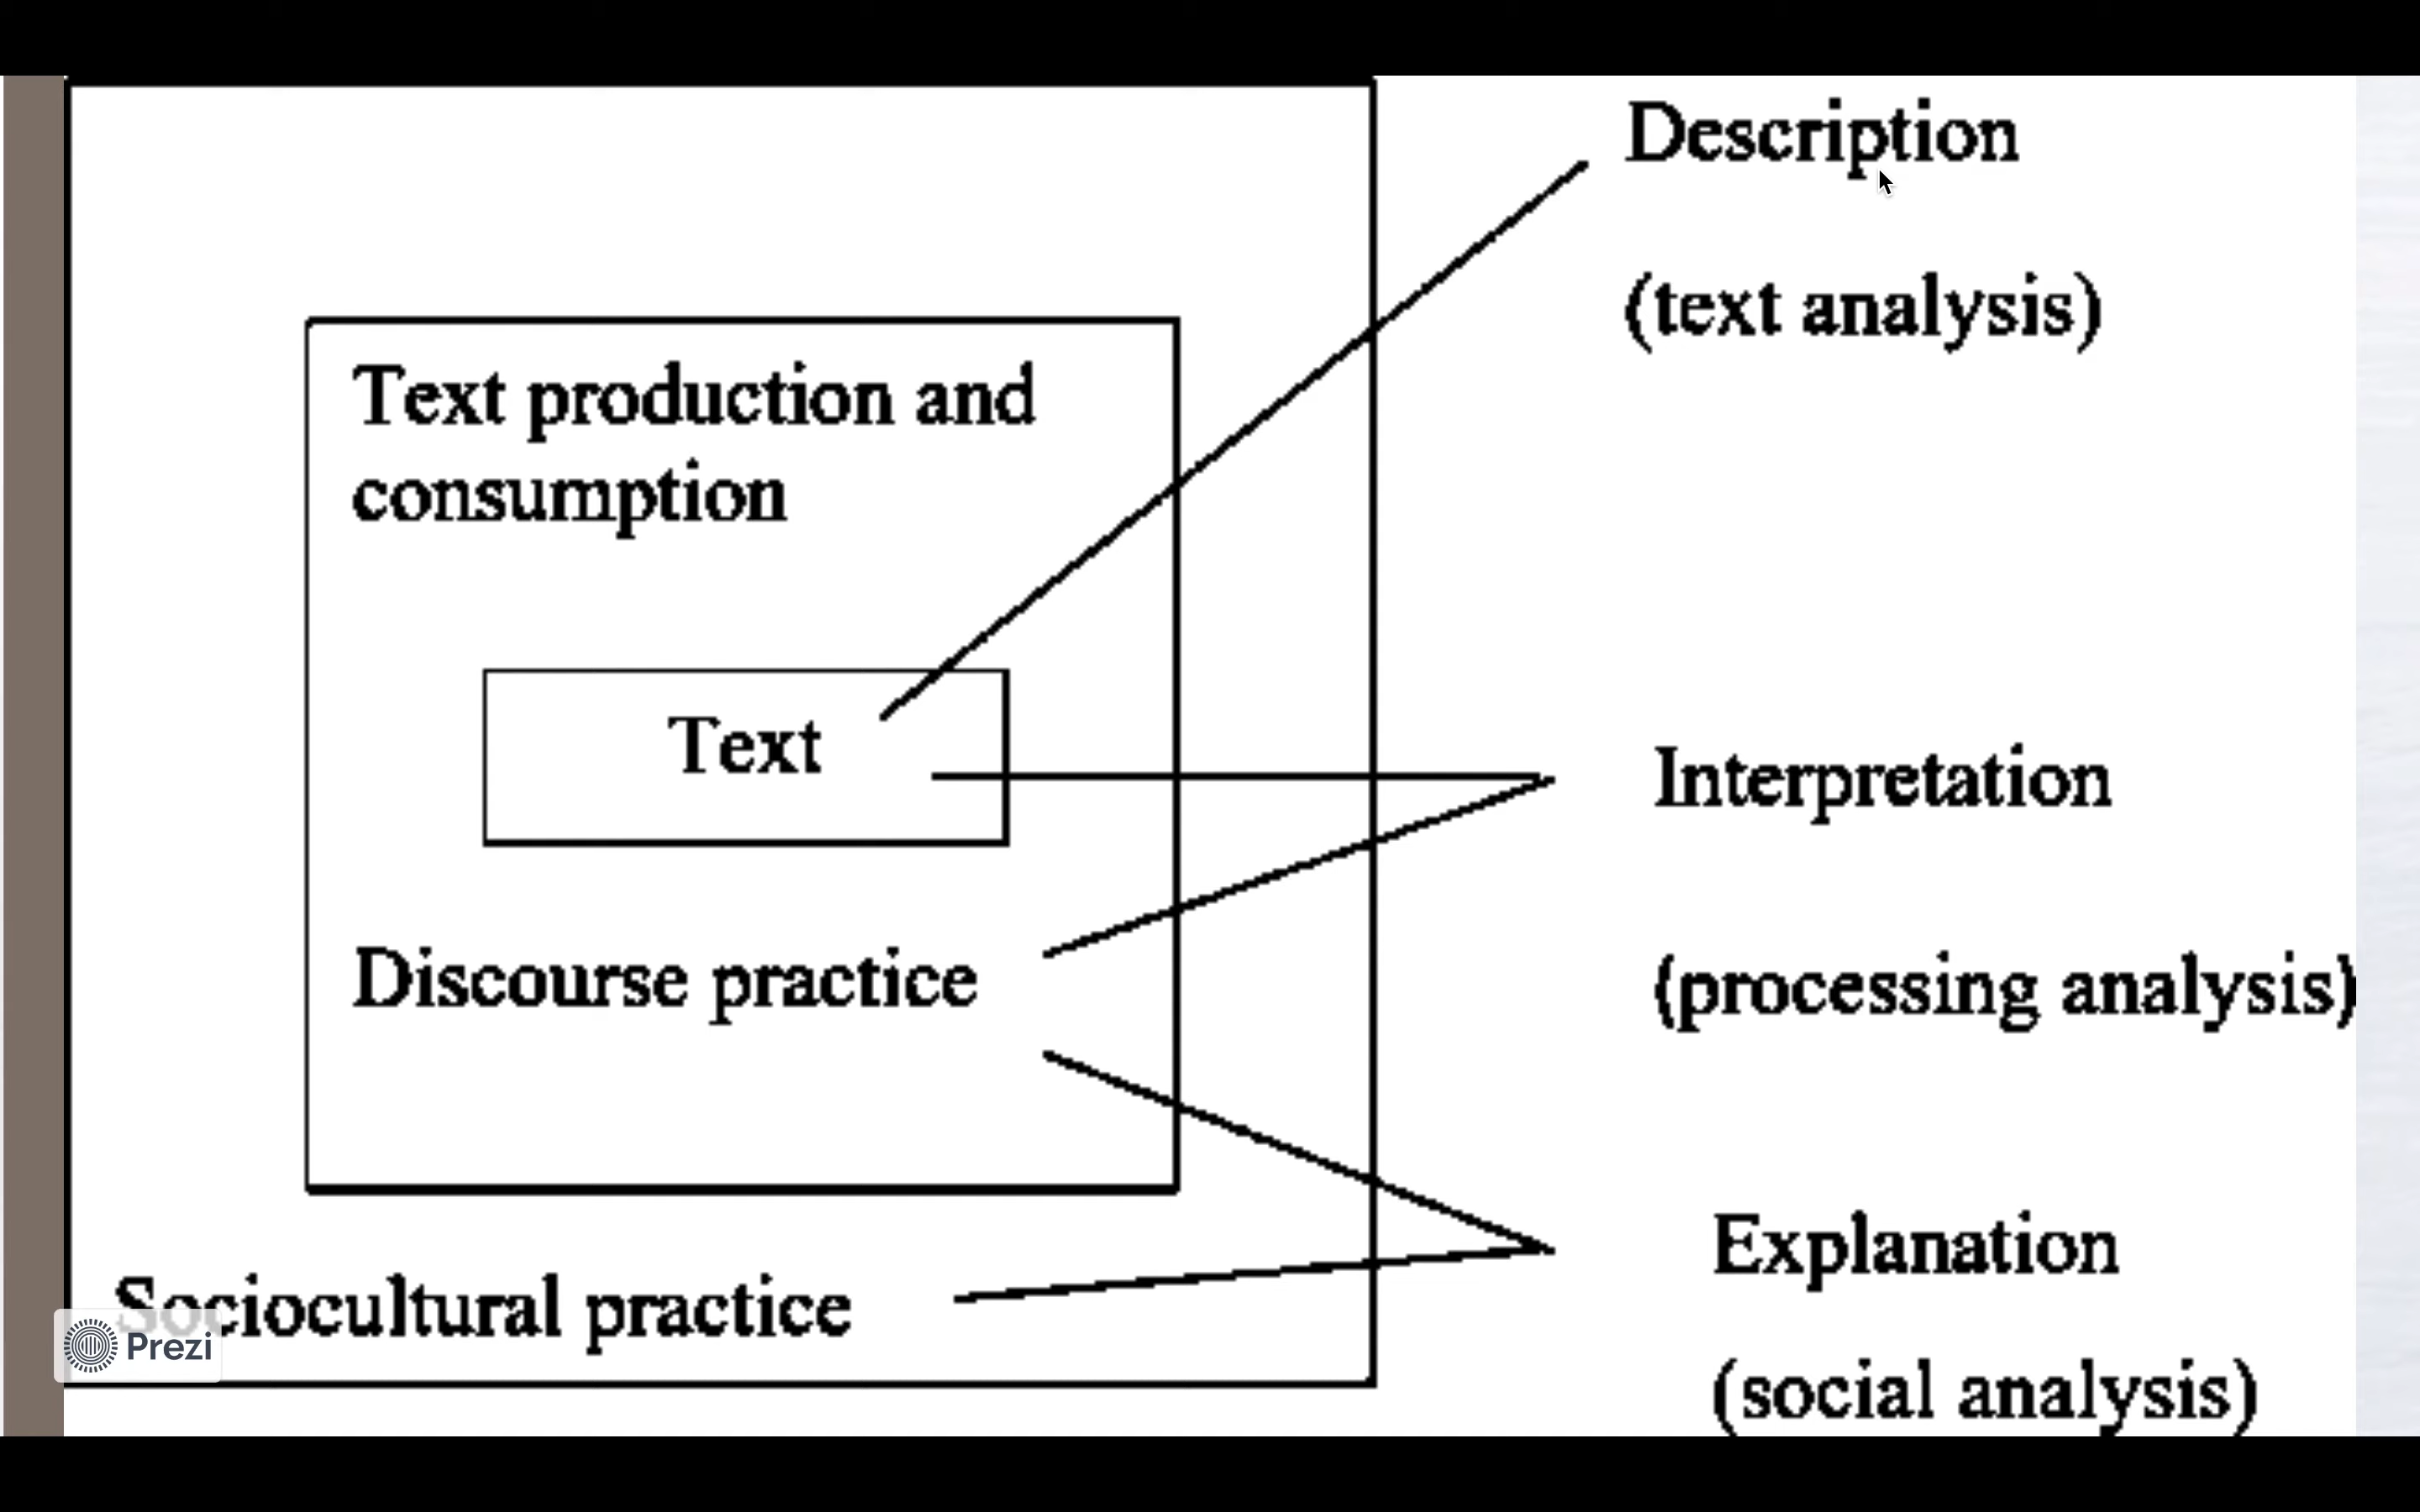 Description
(text analysis)
Text production and
consumption
Text
Interpretation
Discourse practice
(processing analysis)
Explanation
Sociocultural practice
Prezi
(social analysis)